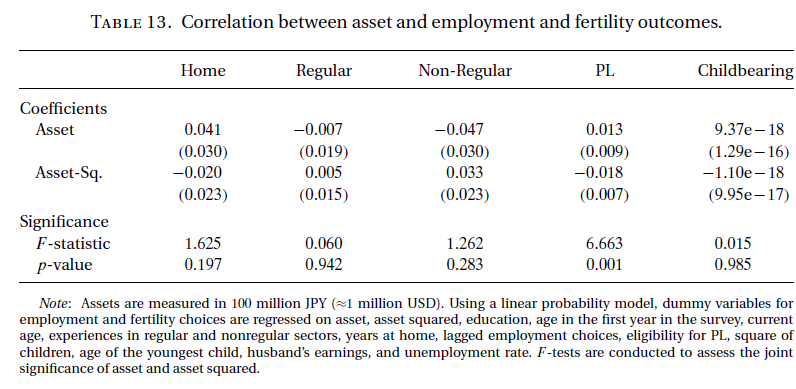 TABLE 13. Correlation between asset and employment and fertility outcomes.
Home Regular Non-Regular PL Childbearing
Coefficients
Asset 0.041 −0.007 −0.047 0.013 9.37e−18
(0.030) (0.019) (0.030) (0.009) (1.29e−16)
Asset-Sq. −0.020 0.005 0.033 −0.018 −1.10e−18
(0.023) (0.015) (0.023) (0.007) (9.95e−17)
Significance
F-statistic 1.625 0.060 1.262 6.663 0.015
p-value 0.197 0.942 0.283 0.001 0.985
Note: Assets are measured in 100 million JPY (≈1 million USD). Using a linear probability model, dummy variables for
employment and fertility choices are regressed on asset, asset squared, education, age in the first year in the survey, current
age, experiences in regular and nonregular sectors, years at home, lagged employment choices, eligibility for PL, square of
children, age of the youngest child, husband's earnings, and unemployment rate. F-tests are conducted to assess the joint
significance of asset and asset squared.